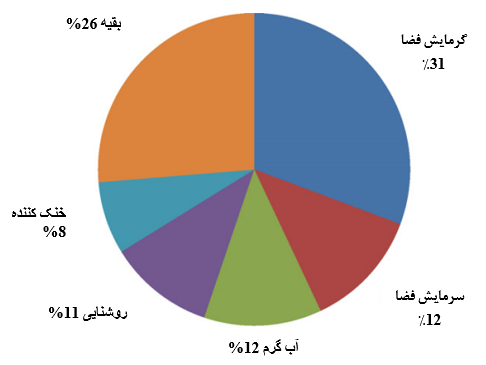 گرمایش فضا
٪31
سرمایش فضا
٪12
آب گرم 12%
روشنایی 11%
خنک کننده
8%
بقیه 26%